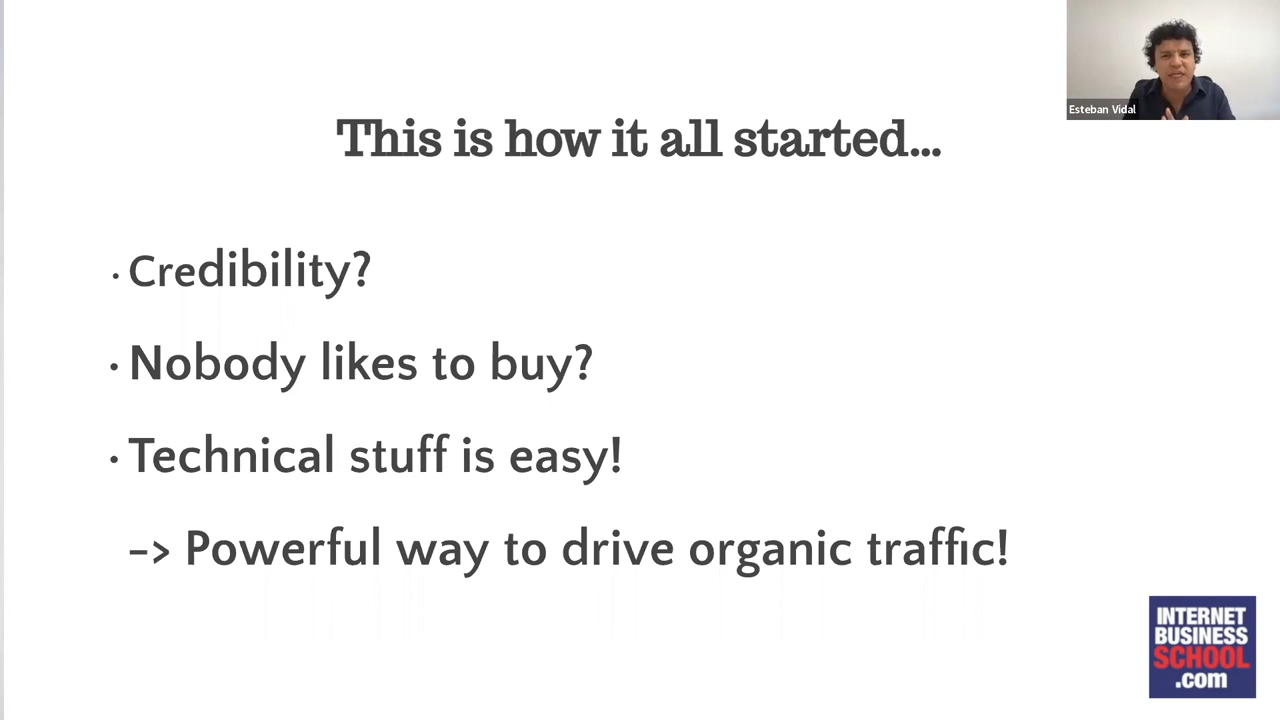 Esteban Vidal
This is how it all started...
· Credibility?
· Nobody likes to buy?
· Technical stuff is easy!
–> Powerful way to drive organic traffic!
INTERNET
BUSINESS
SCHOOL
.com